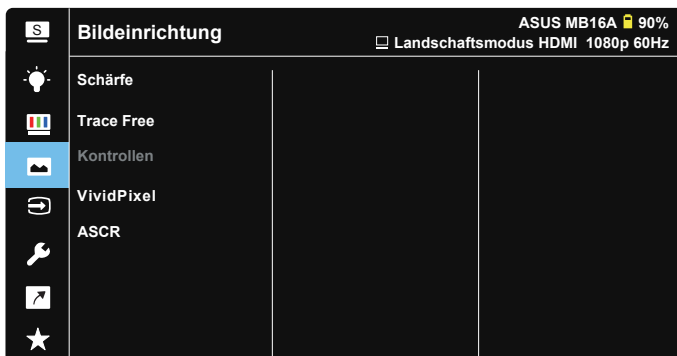 S
Bildeinrichtung
ASUS MB16A 90%
Landschaftsmodus HDMI 1080p 60Hz
Schärfe
Trace Free
Kontrollen
VividPixel
ASCR